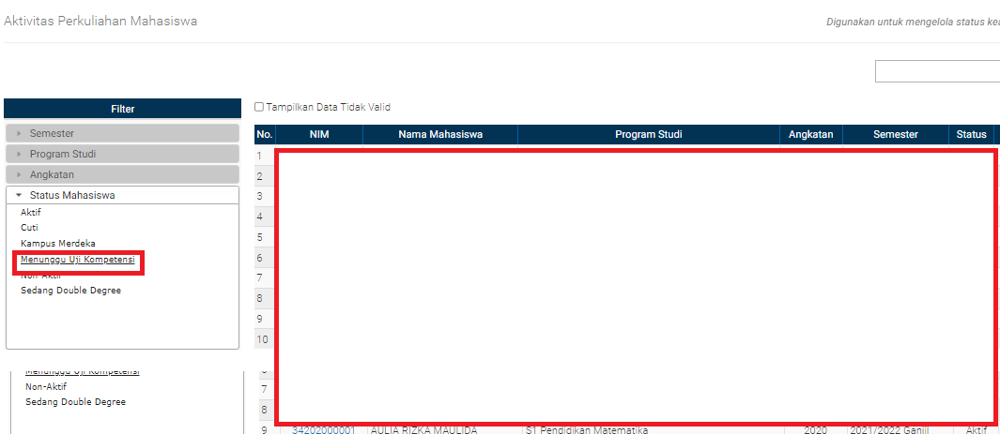 Aktivitas Perkuliahan Mahasiswa
Digunakan untuk mengelola status
Filter
Tampilkan Data Tidak Valid
No. NIM Nama Mahasiswa Program Studi Angkatan Semester Status
Semester
Program Studi
Angkatan
Status Mahasiswa
Aktif
Cuti
Kampus Merdeka
Menunggu Uji Kompetensi
Non-Aktif
Sedang Double Degree
1
2
3
4
5
6
7
8
9
10
Menunggu Uji Kompetensi
Non-Aktif
Sedang Double Degree
7
8
9 34202000001 AULIA RIZKA MAULIDA S1 Pendidikan Matematika 2020 2021/2022 Ganjil Aktif